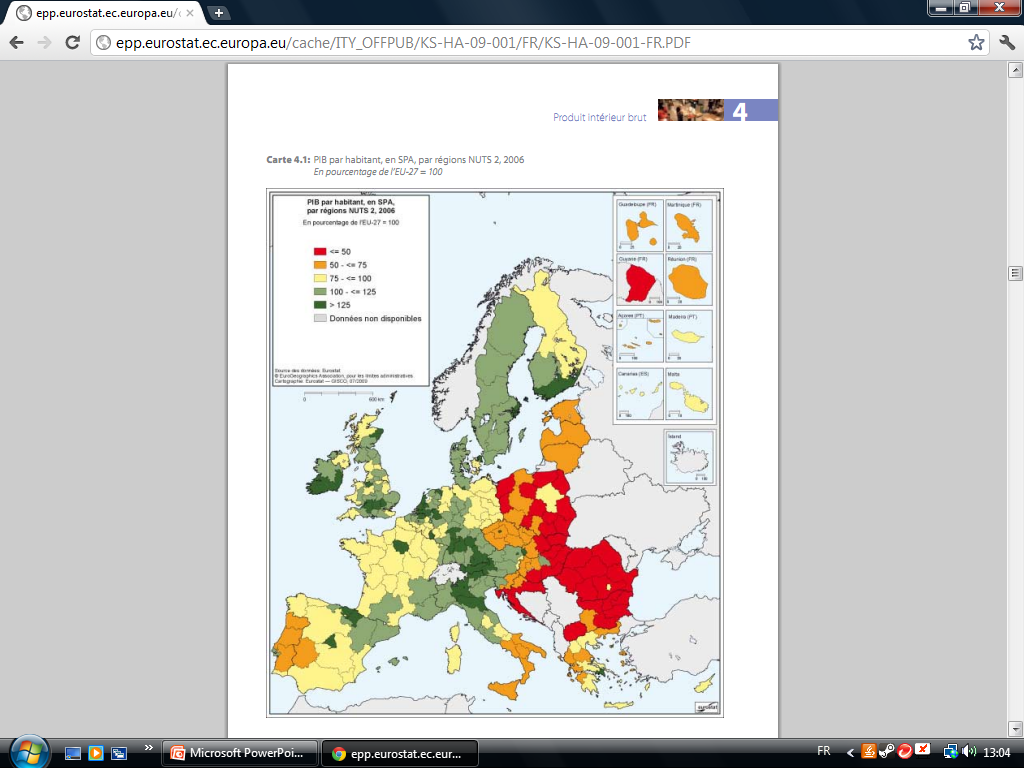 epp.eurostat.ec.europa.eu/c
epp.eurostat.ec.europa.eu/cache/ITY_OFFPUB/KS-HA-09-001/FR/KS-HA-09-001-FR.PDF
Produit intérieur brut
4
Carte 4.1: PIB par habitant, en SPA, par régions NUTS 2, 2006
En pourcentage de l'EU-27 = 100
PIB par habitant, en SPA,
par régions NUTS 2, 2006
En pourcentage de l'EU-27 = 100
<= 50
50 - <= 75
75 - <= 100
100 - <= 125
> 125
Données non disponibles
Source des données: Eurostat
© EuroGeographics Association, pour les limites administratives
Cartographie: Eurostat — GISCO, 07/2009
0 600 km
Guadeloupe (FR)
Martinique (FR)
Guyane (FR)
Réunion (FR)
Açores (PT)
Madeira (PT)
Canarias (ES)
Malta
Ísland
eurostat
Microsoft PowerPoi...
epp.eurostat.ec.eur...
FR
13:04